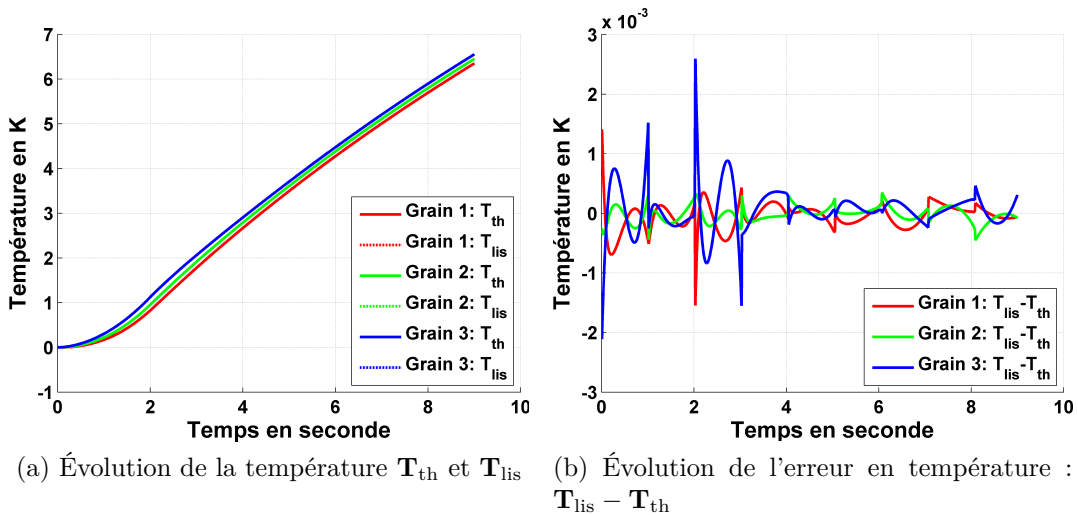 7
6
5
4
3
2
1
0
-1
Température en K
0 2 4 6 8 10
Temps en seconde
Grain 1: T_th
Grain 1: T_lis
Grain 2: T_th
Grain 2: T_lis
Grain 3: T_th
Grain 3: T_lis
(a) Évolution de la température T_th et T_lis
x 10^-3
3
2
1
0
-1
-2
-3
Température en K
0 2 4 6 8 10
Temps en seconde
Grain 1: T_lis-T_th
Grain 2: T_lis-T_th
Grain 3: T_lis-T_th
(b) Évolution de l'erreur en température :
T_lis − T_th